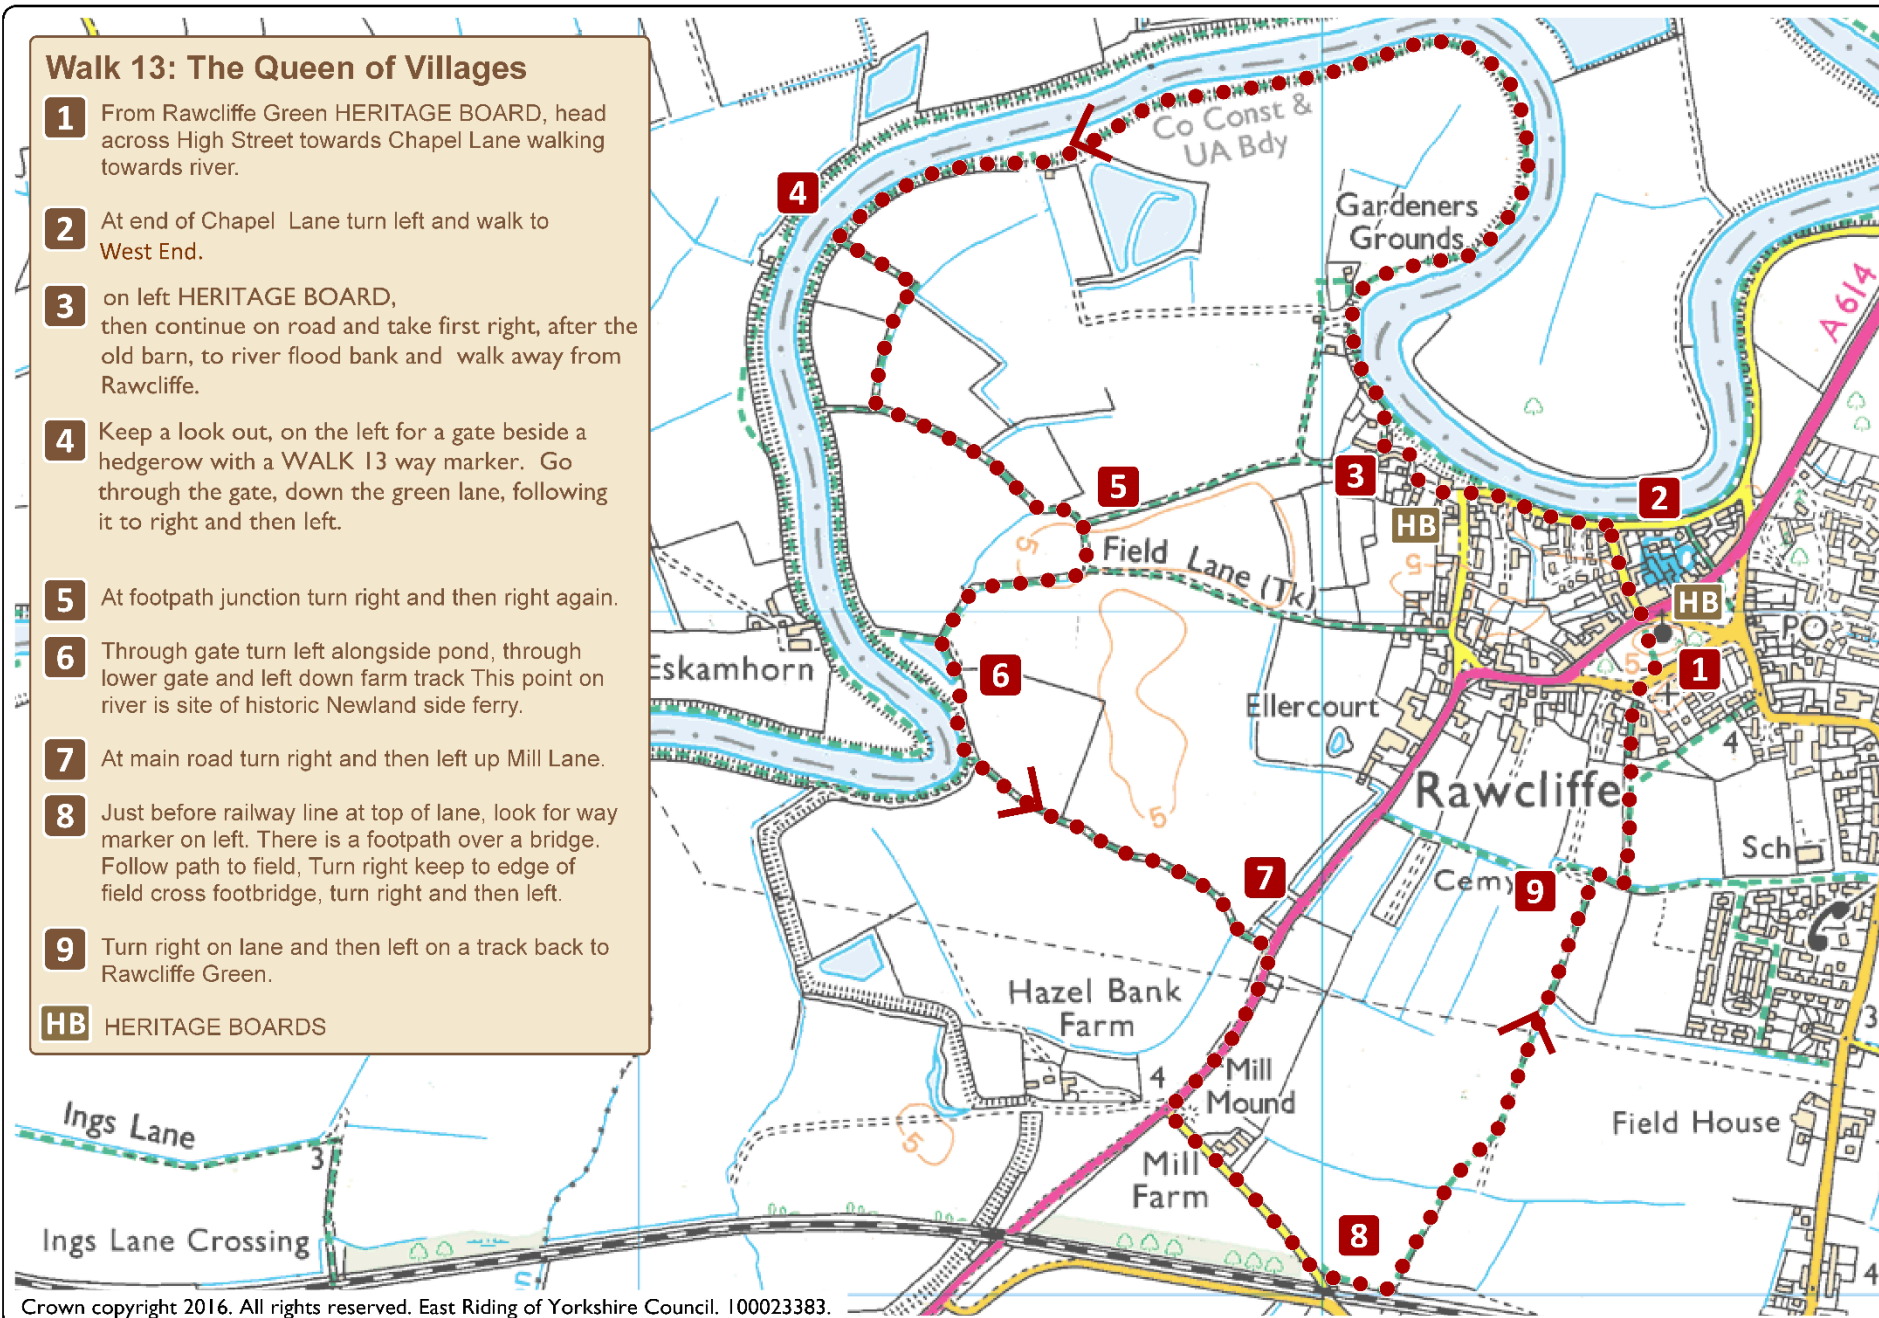 Walk 13: The Queen of Villages
1 From Rawcliffe Green HERITAGE BOARD, head
across High Street towards Chapel Lane walking
towards river.
2 At end of Chapel Lane turn left and walk to
West End.
3 on left HERITAGE BOARD,
then continue on road and take first right, after the
old barn, to river flood bank and walk away from
Rawcliffe.
4 Keep a look out, on the left for a gate beside a
hedgerow with a WALK 13 way marker. Go
through the gate, down the green lane, following
it to right and then left.
5 At footpath junction turn right and then right again.
6 Through gate turn left alongside pond, through
lower gate and left down farm track This point on
river is site of historic Newland side ferry.
7 At main road turn right and then left up Mill Lane.
8 Just before railway line at top of lane, look for way
marker on left. There is a footpath over a bridge.
Follow path to field, Turn right keep to edge of
field cross footbridge, turn right and then left.
9 Turn right on lane and then left on a track back to
Rawcliffe Green.
HB HERITAGE BOARDS
Co Const &
UA Bdy
4
Gardeners
Grounds
A 614
5
3
2
HB
5
Field Lane (Tk)
5
HB
PO
5
1
Eskamhorn
6
Ellercourt
4
Rawcliffe
5
Sch
7
Cemy
9
Hazel Bank
Farm
3
4
Mill
Mound
Ings Lane
3
5
Field House
Mill
Farm
8
Ings Lane Crossing
4
Crown copyright 2016. All rights reserved. East Riding of Yorkshire Council. 100023383.